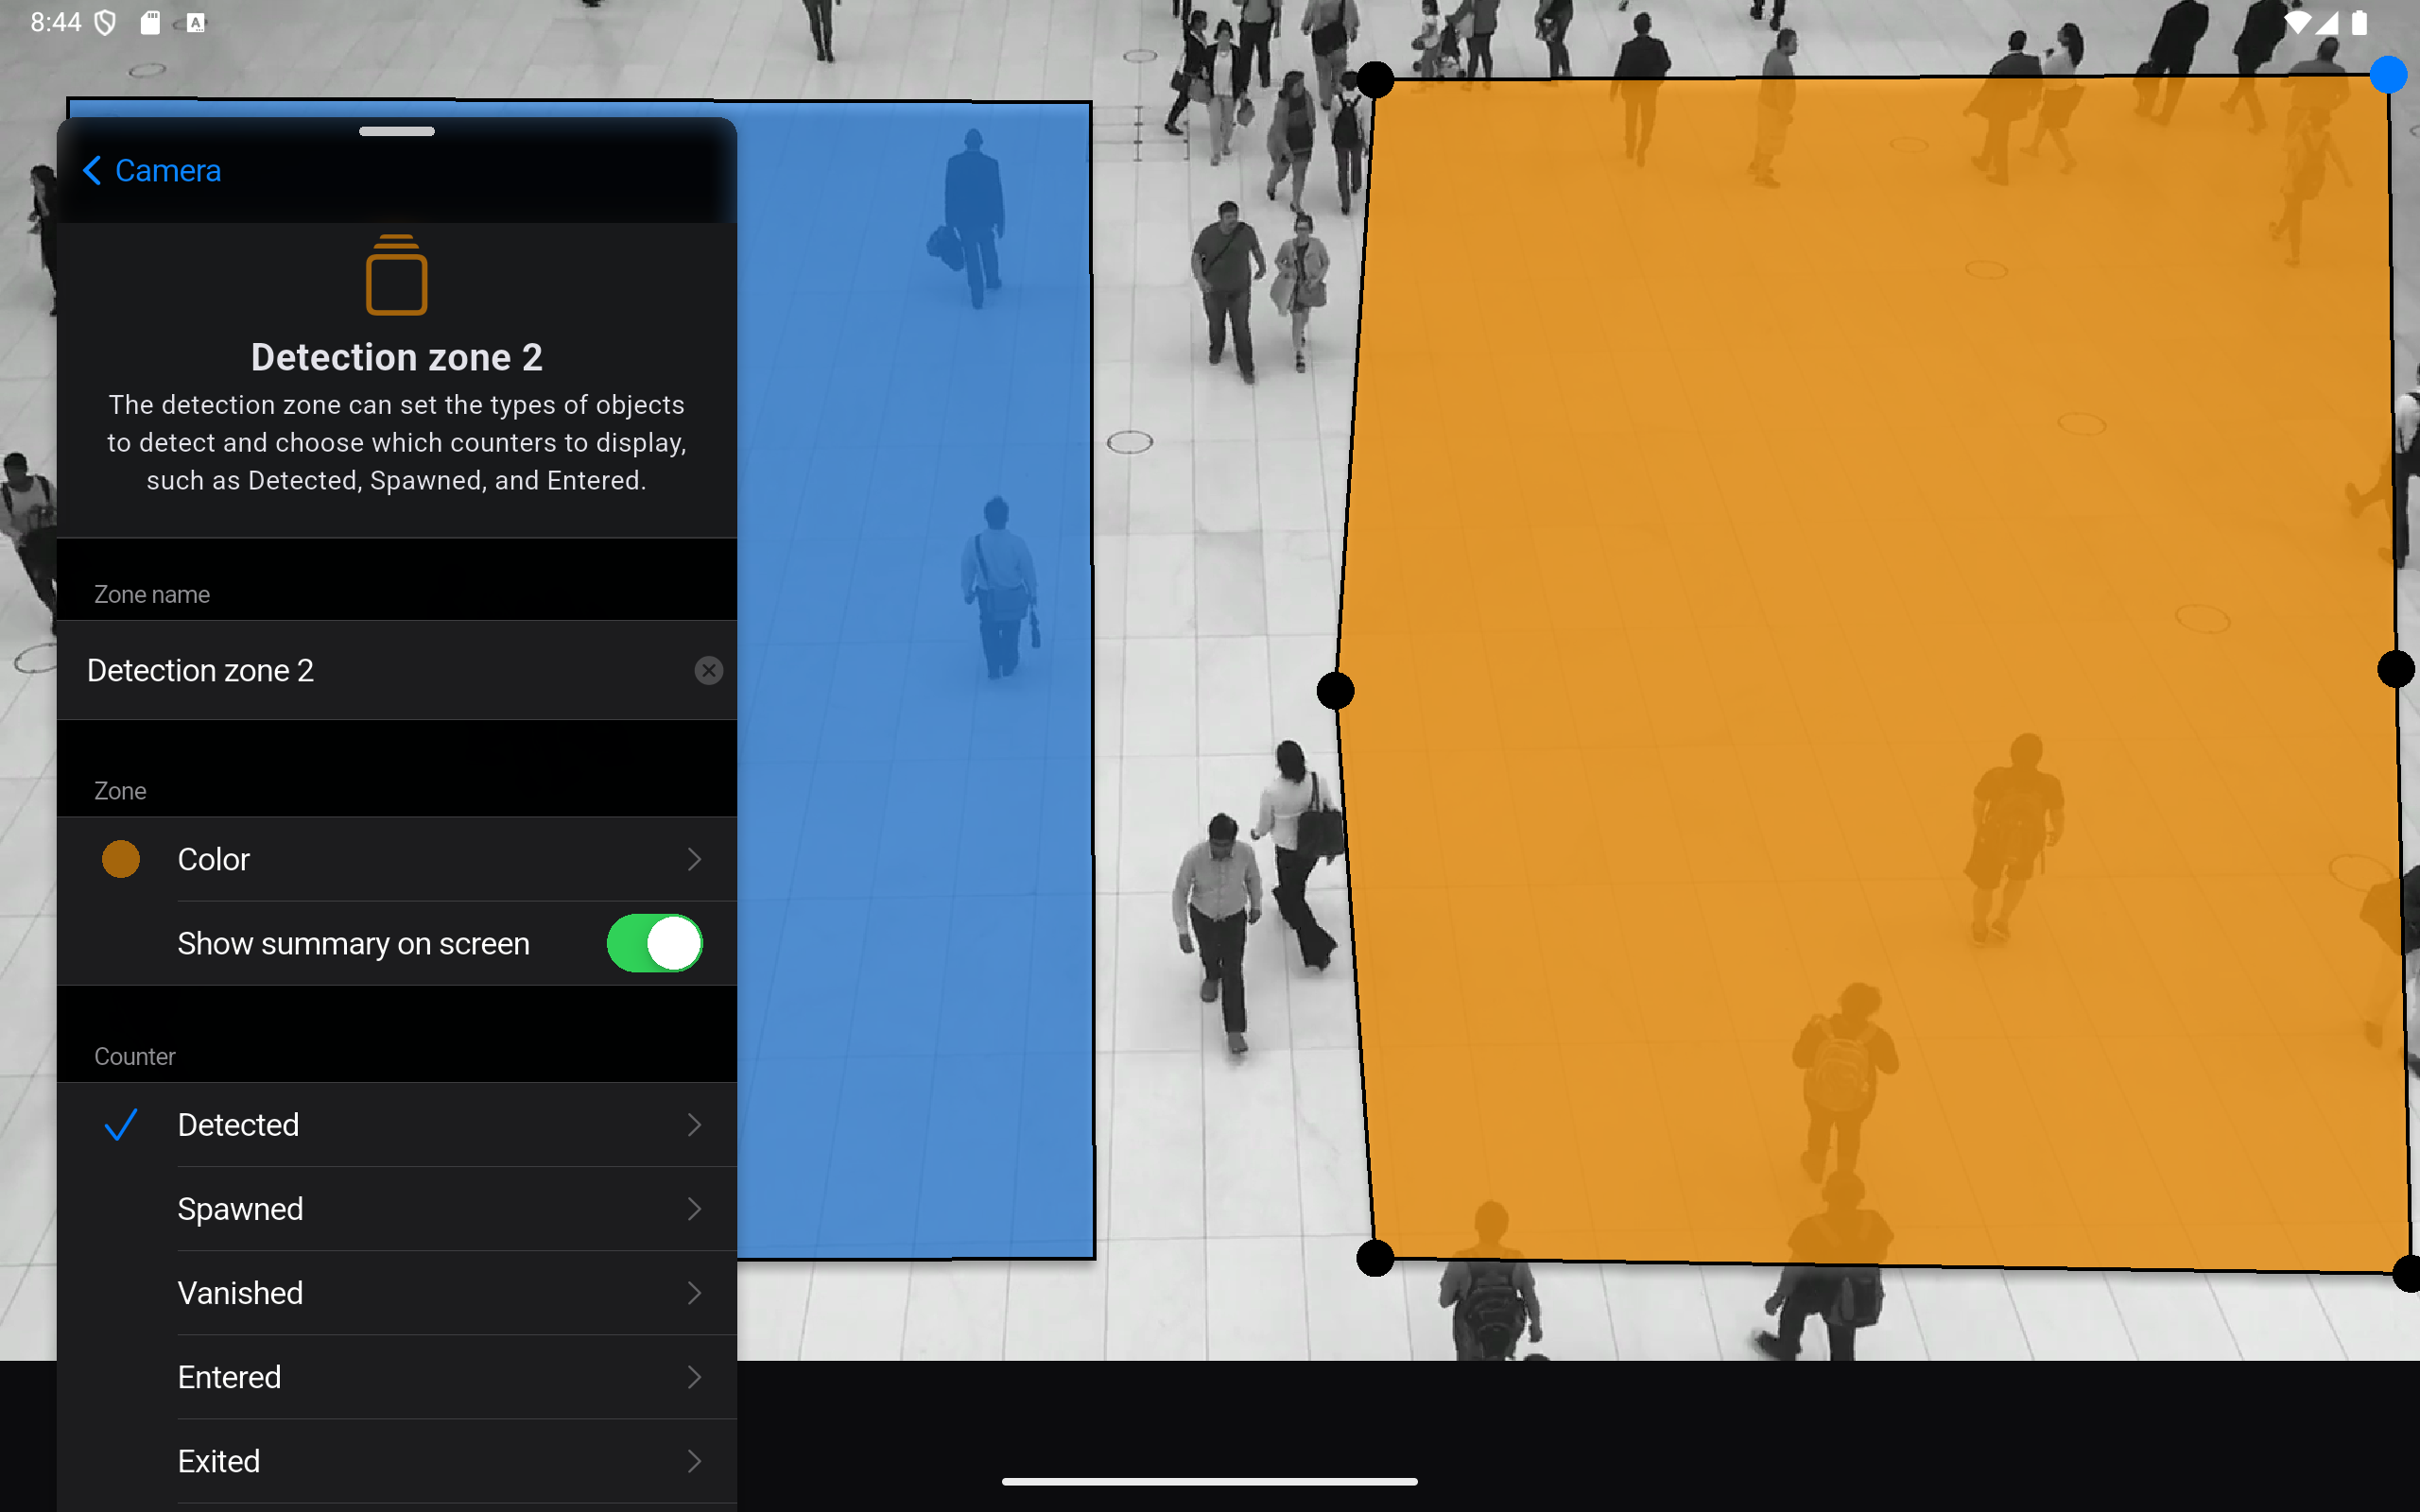 8:44
A
Camera
Detection zone 2
The detection zone can set the types of objects
to detect and choose which counters to display,
such as Detected, Spawned, and Entered.
Zone name
Detection zone 2
Zone
Color
Show summary on screen
Counter
Detected
Spawned
Vanished
Entered
Exited